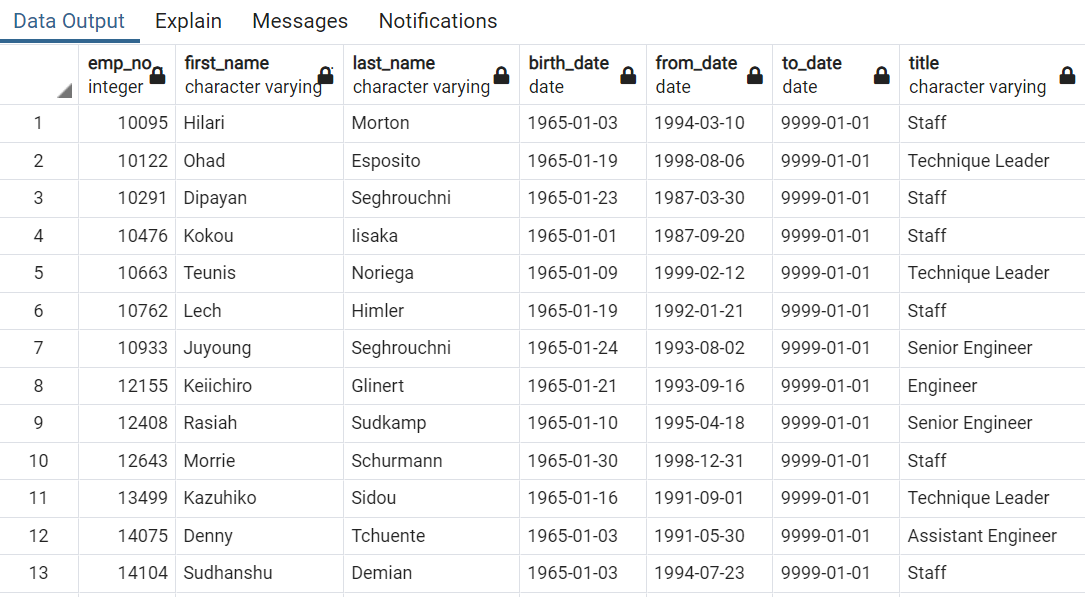 Data Output Explain Messages Notifications
emp_no first_name last_name birth_date from_date to_date title
integer character varying character varying date date date character varying
1 10095 Hilari Morton 1965-01-03 1994-03-10 9999-01-01 Staff
2 10122 Ohad Esposito 1965-01-19 1998-08-06 9999-01-01 Technique Leader
3 10291 Dipayan Seghrouchni 1965-01-23 1987-03-30 9999-01-01 Staff
4 10476 Kokou Iisaka 1965-01-01 1987-09-20 9999-01-01 Staff
5 10663 Teunis Noriega 1965-01-09 1999-02-12 9999-01-01 Technique Leader
6 10762 Lech Himler 1965-01-19 1992-01-21 9999-01-01 Staff
7 10933 Juyoung Seghrouchni 1965-01-24 1993-08-02 9999-01-01 Senior Engineer
8 12155 Keiichiro Glinert 1965-01-21 1993-09-16 9999-01-01 Engineer
9 12408 Rasiah Sudkamp 1965-01-10 1995-04-18 9999-01-01 Senior Engineer
10 12643 Morrie Schurmann 1965-01-30 1998-12-31 9999-01-01 Staff
11 13499 Kazuhiko Sidou 1965-01-16 1991-09-01 9999-01-01 Technique Leader
12 14075 Denny Tchuente 1965-01-03 1991-05-30 9999-01-01 Assistant Engineer
13 14104 Sudhanshu Demian 1965-01-03 1994-07-23 9999-01-01 Staff